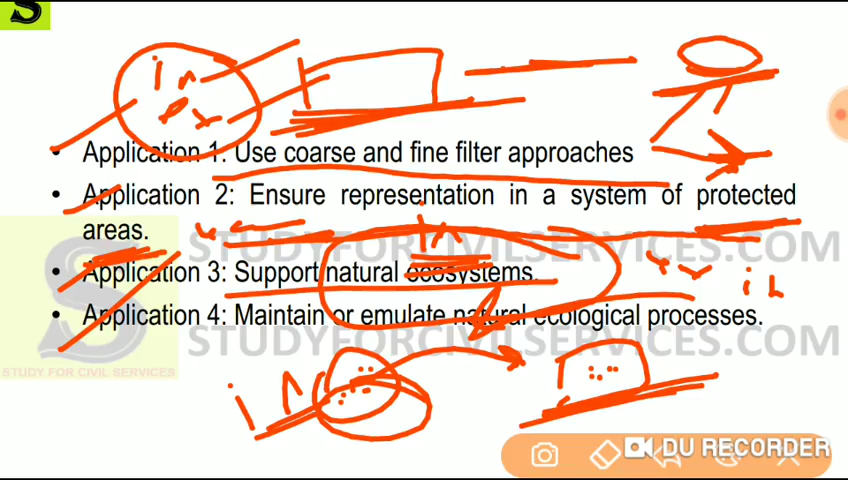 S
• Application 1: Use coarse and fine filter approaches
• Application 2: Ensure representation in a system of protected
areas.
STUDYFORCIVILSERVICES.COM
• Application 3: Support natural ecosystems.
• Application 4: Maintain or emulate natural ecological processes.
STUDYFORCIVILSERVICES.COM
STUDY FOR CIVIL SERVICES
DU RECORDER